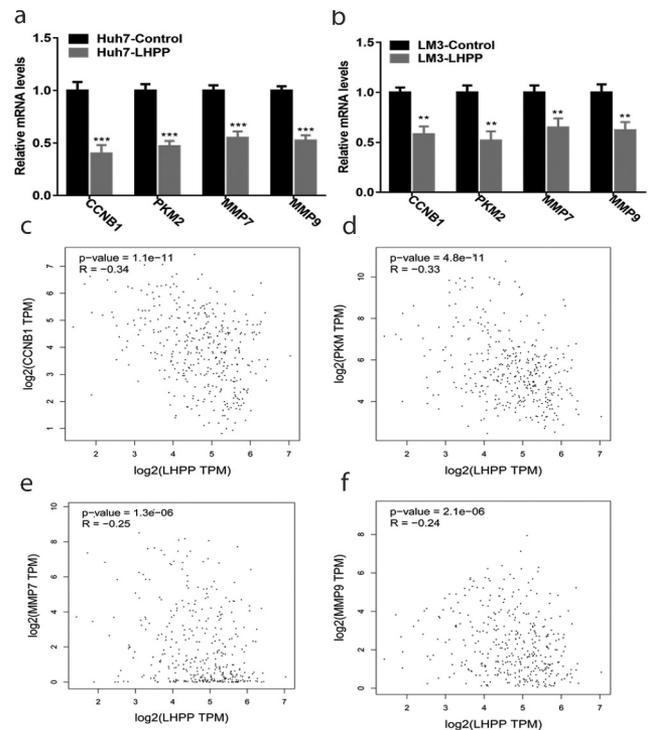 a
Huh7-Control
Huh7-LHPP
Relative mRNA levels
1.5
1.0
0.5
0.0
*** *** *** ***
CCNB1 PKM2 MMP7 MMP9
b
LM3-Control
LM3-LHPP
Relative mRNA levels
1.5
1.0
0.5
0.0
** ** ** **
CCNB1 PKM2 MMP7 MMP9
c
p-value = 1.1e-11
R = -0.34
log2(CCNB1 TPM)
7
6
5
4
3
2
1
2 3 4 5 6 7
log2(LHPP TPM)
d
p-value = 4.8e-11
R = -0.33
log2(PKM TPM)
10
8
6
4
2 3 4 5 6 7
log2(LHPP TPM)
e
p-value = 1.3e-06
R = -0.25
log2(MMP7 TPM)
10
8
6
4
2
0
2 3 4 5 6 7
log2(LHPP TPM)
f
p-value = 2.1e-06
R = -0.24
log2(MMP9 TPM)
8
6
4
2
0
2 3 4 5 6 7
log2(LHPP TPM)